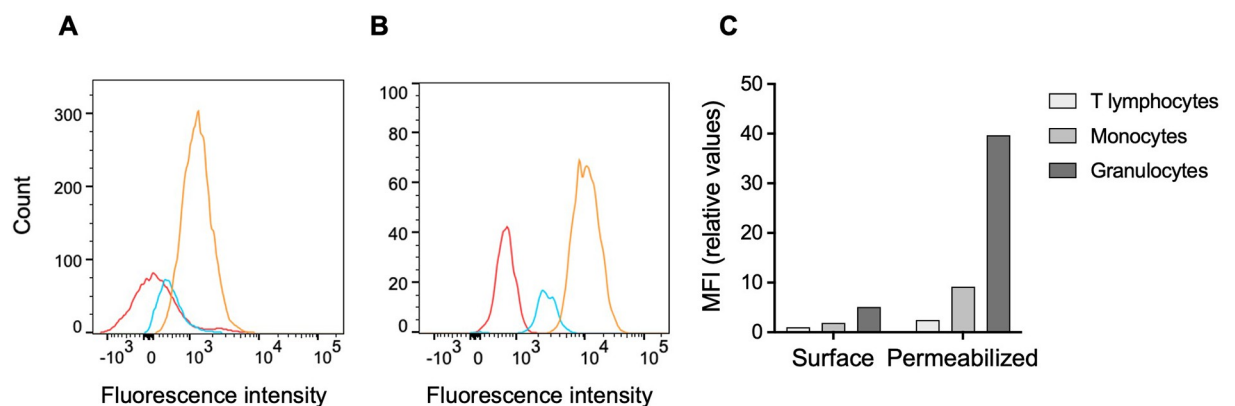 A
B
C
Count
300
200
100
0
-10³ 0 10³ 10⁴ 10⁵
Fluorescence intensity
100
80
60
40
20
0
-10³ 0 10³ 10⁴ 10⁵
Fluorescence intensity
MFI (relative values)
50
40
30
20
10
0
Surface Permeabilized
T lymphocytes
Monocytes
Granulocytes